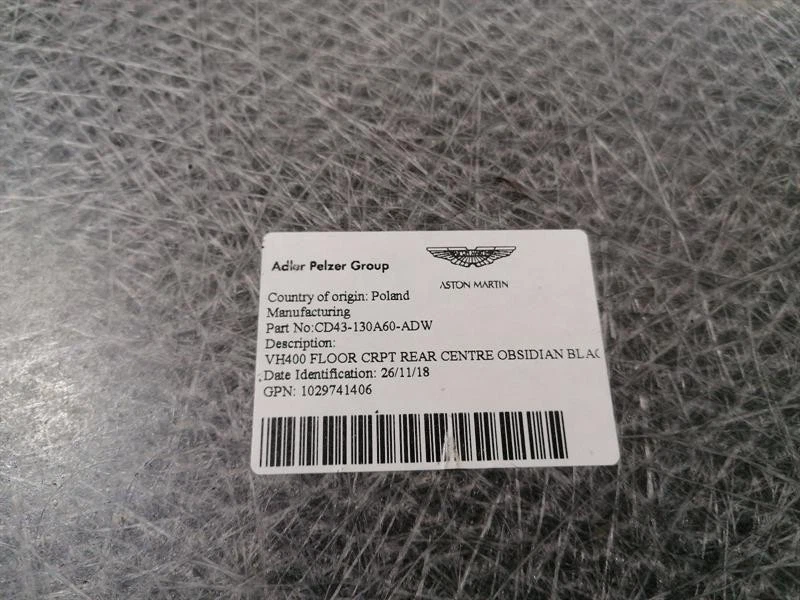 Adler Pelzer Group
ASTON MARTIN
Country of origin: Poland
Manufacturing
Part No:CD43-130A60-ADW
Description:
VH400 FLOOR CRPT REAR CENTRE OBSIDIAN BLAC
Date Identification: 26/11/18
GPN: 1029741406